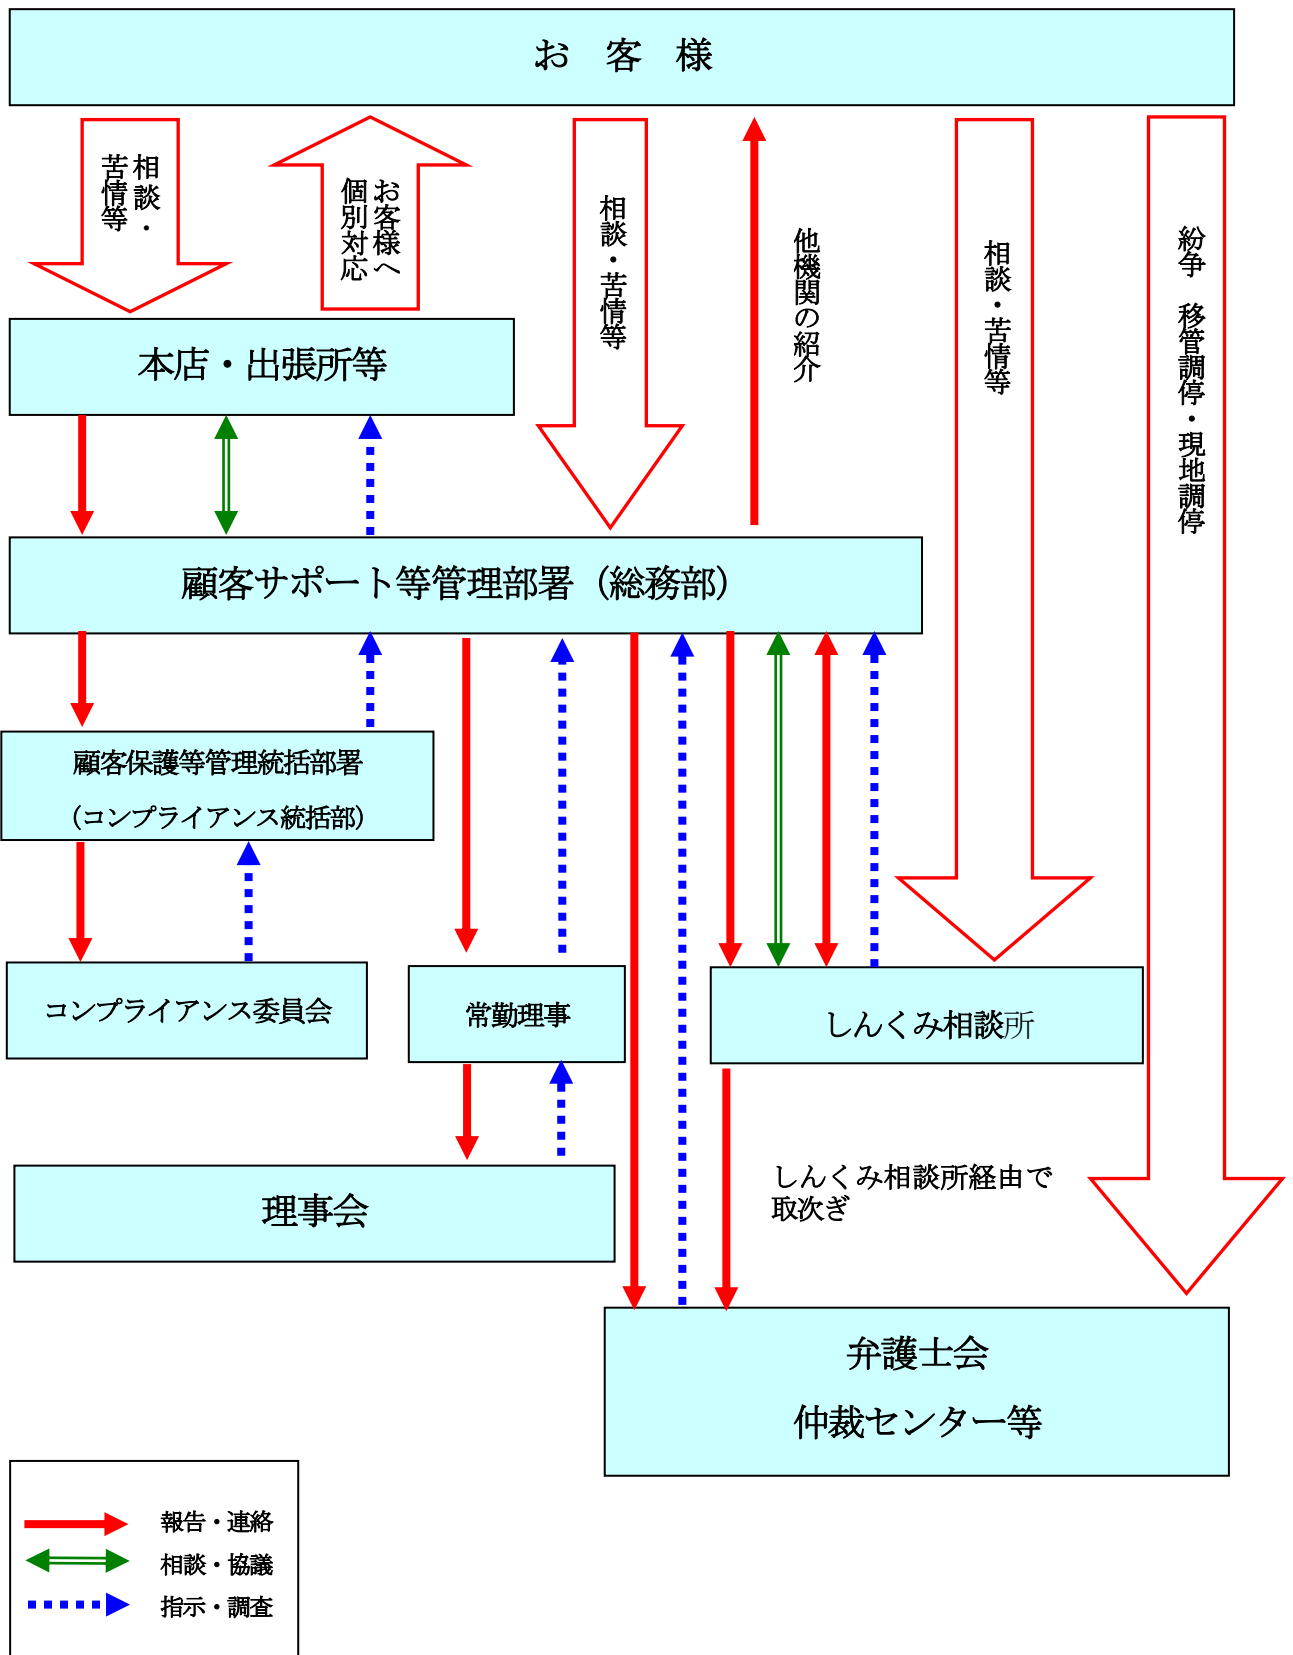 お　客　様
相談・
苦情等
お客様へ
個別対応
相談・苦情等
他機関の紹介
相談・苦情等
紛争　移管調停・現地調停
本店・出張所等
顧客サポート等管理部署（総務部）
顧客保護等管理統括部署
（コンプライアンス統括部）
コンプライアンス委員会
常勤理事
しんくみ相談所
しんくみ相談所経由で
取次ぎ
理事会
弁護士会
仲裁センター等
報告・連絡
相談・協議
指示・調査